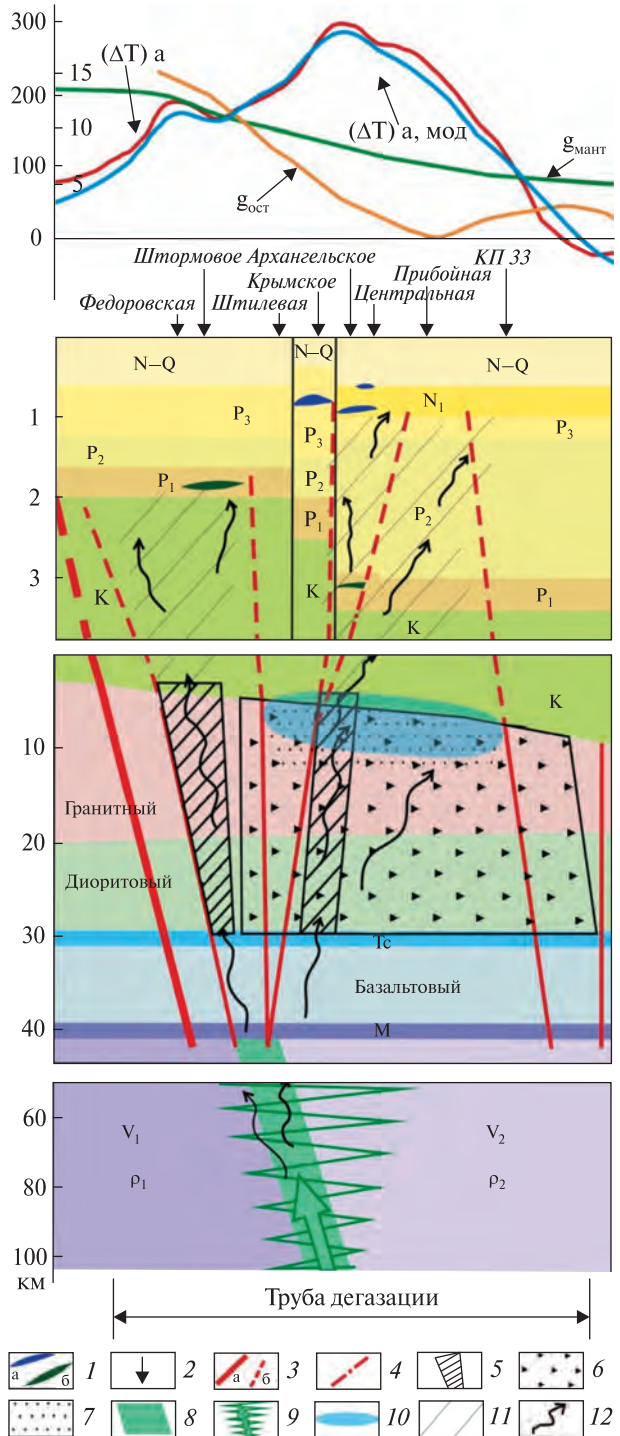 300
(ΔT) a
15
200
10
(ΔT) a, мод
100
gмант
5
gост
0
Штормовое Архангельское
КП 33
Крымское
Прибойная
Федоровская
Штилевая
Центральная
N–Q
N–Q
N–Q
1
P3
N1
P3
P3
P2
P1
P2
2
P1
P2
3
K
K
P1
K
K
10
Гранитный
20
Диоритовый
30
Tc
Базальтовый
40
M
60
V1
V2
80
ρ1
ρ2
100
км
Труба дегазации
а б 1
2
а б 3
4
5
6
7
8
9
10
11
12